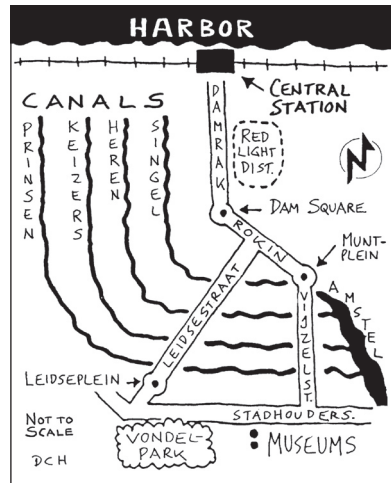 HARBOR
CENTRAL
STATION
CANALS
PRINSEN
KEIZERS
HEREN
SINGEL
DAMRAK
RED
LIGHT
DIST.
N
DAM SQUARE
ROKIN
MUNT-
PLEIN
LEIDSESTRAAT
VIJZELST.
AMSTEL
LEIDSEPLEIN
STADHOUDERS.
NOT TO
SCALE
DCH
VONDEL-
PARK
MUSEUMS